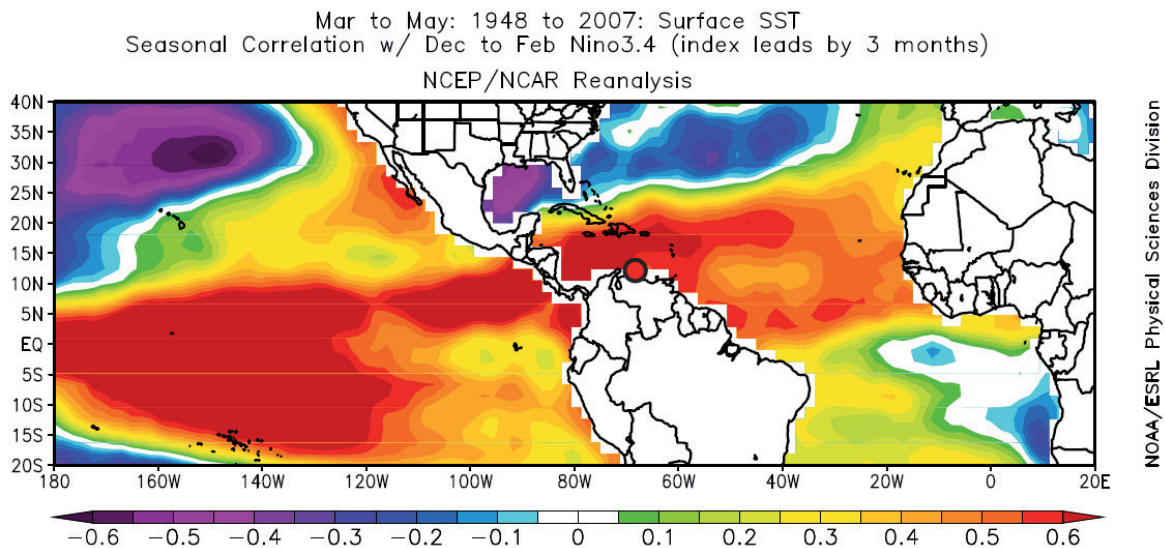 Mar to May: 1948 to 2007: Surface SST
Seasonal Correlation w/ Dec to Feb Nino3.4 (index leads by 3 months)
NCEP/NCAR Reanalysis
40N
35N
30N
25N
20N
15N
10N
5N
EQ
5S
10S
15S
20S
180 160W 140W 120W 100W 80W 60W 40W 20W 0 20E
NOAA/ESRL Physical Sciences Division
-0.6 -0.5 -0.4 -0.3 -0.2 -0.1 0 0.1 0.2 0.3 0.4 0.5 0.6